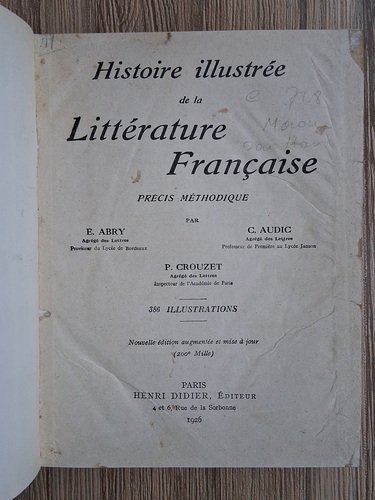 Histoire illustrée
de la
Littérature
Française
PRÉCIS MÉTHODIQUE
PAR
E. ABRY
Agrégé des Lettres
Proviseur du Lycée de Bordeaux
C. AUDIC
Agrégé des Lettres
Professeur de Première au Lycée Janson
P. CROUZET
Agrégé des Lettres
Inspecteur de l'Académie de Paris
386 ILLUSTRATIONS
Nouvelle édition augmentée et mise à jour
(200e Mille)
PARIS
HENRI DIDIER, ÉDITEUR
4 et 6, Rue de la Sorbonne
1926